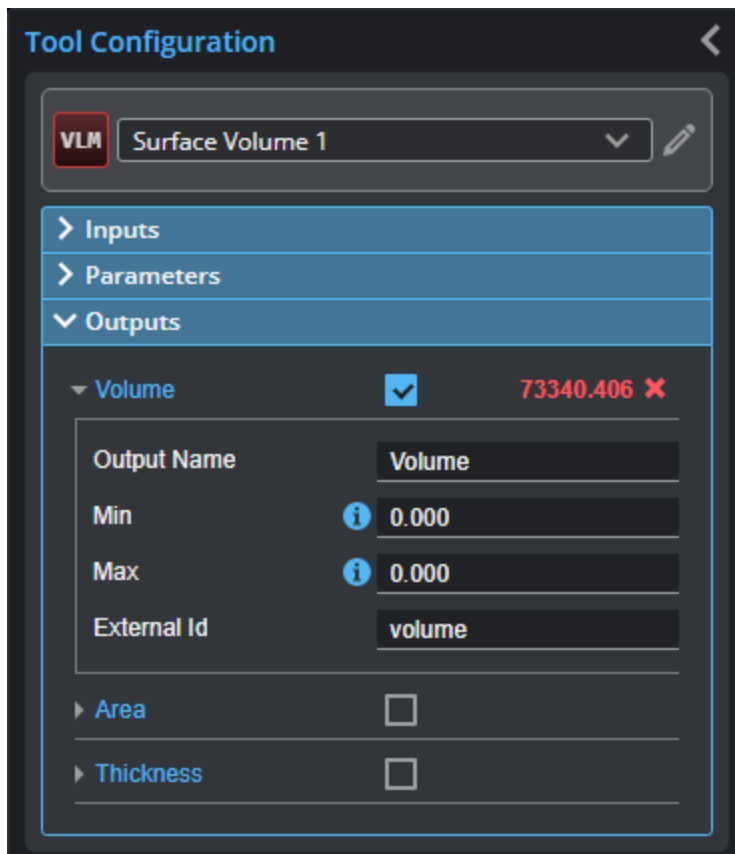 Tool Configuration
VLM Surface Volume 1
Inputs
Parameters
Outputs
Volume 73340.406
Output Name Volume
Min 0.000
Max 0.000
External Id volume
Area
Thickness